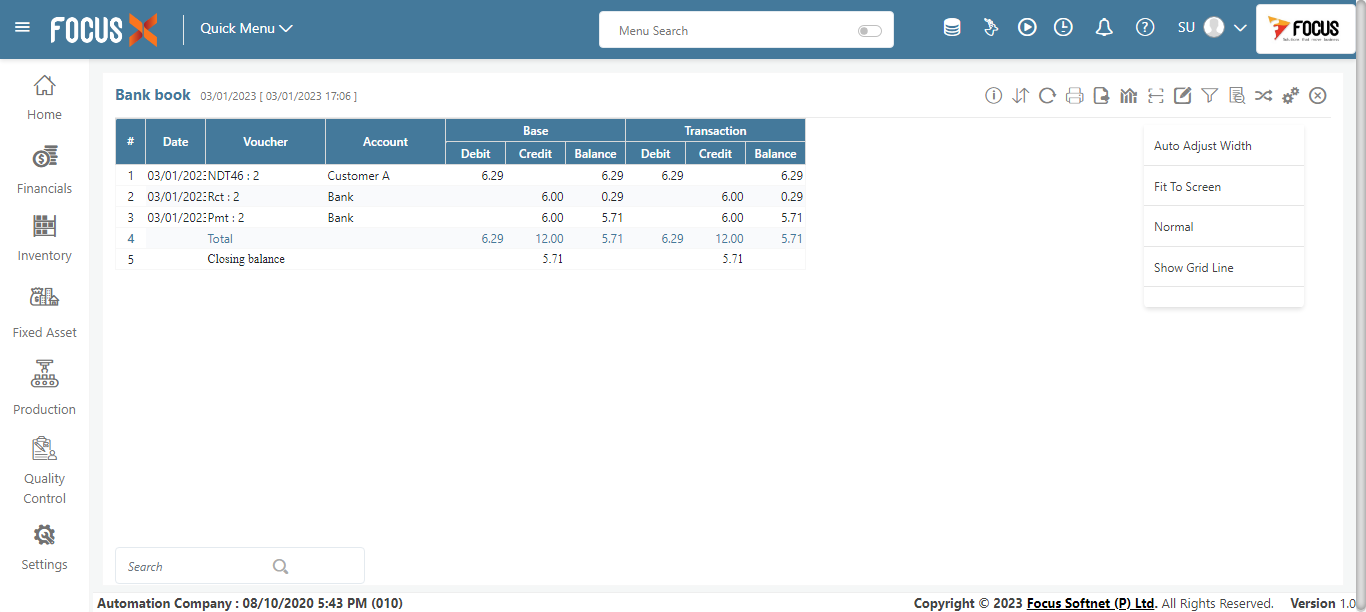 FOCUS X Quick Menu Menu Search SU FOCUS
Bank book 03/01/2023 [ 03/01/2023 17:06 ]
# Date Voucher Account Base Transaction
Debit Credit Balance Debit Credit Balance
1 03/01/2023 NDT46 : 2 Customer A 6.29 6.29 6.29 6.29
2 03/01/2023 Rct : 2 Bank 6.00 0.29 6.00 0.29
3 03/01/2023 Pmt : 2 Bank 6.00 5.71 6.00 5.71
4 Total 6.29 12.00 5.71 6.29 12.00 5.71
5 Closing balance 5.71 5.71
Auto Adjust Width
Fit To Screen
Normal
Show Grid Line
Home
Financials
Inventory
Fixed Asset
Production
Quality
Control
Settings
Search
Automation Company : 08/10/2020 5:43 PM (010)
Copyright © 2023 Focus Softnet (P) Ltd. All Rights Reserved. Version 1.0